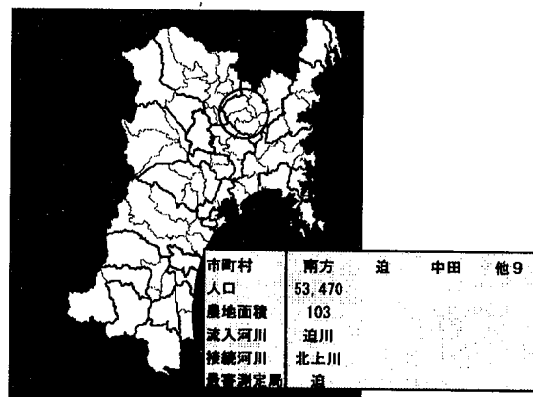 市町村 南方 迫 中田 他9
人口 53,470
農地面積 103
流入河川 迫川
接続河川 北上川
最寄測定局 迫